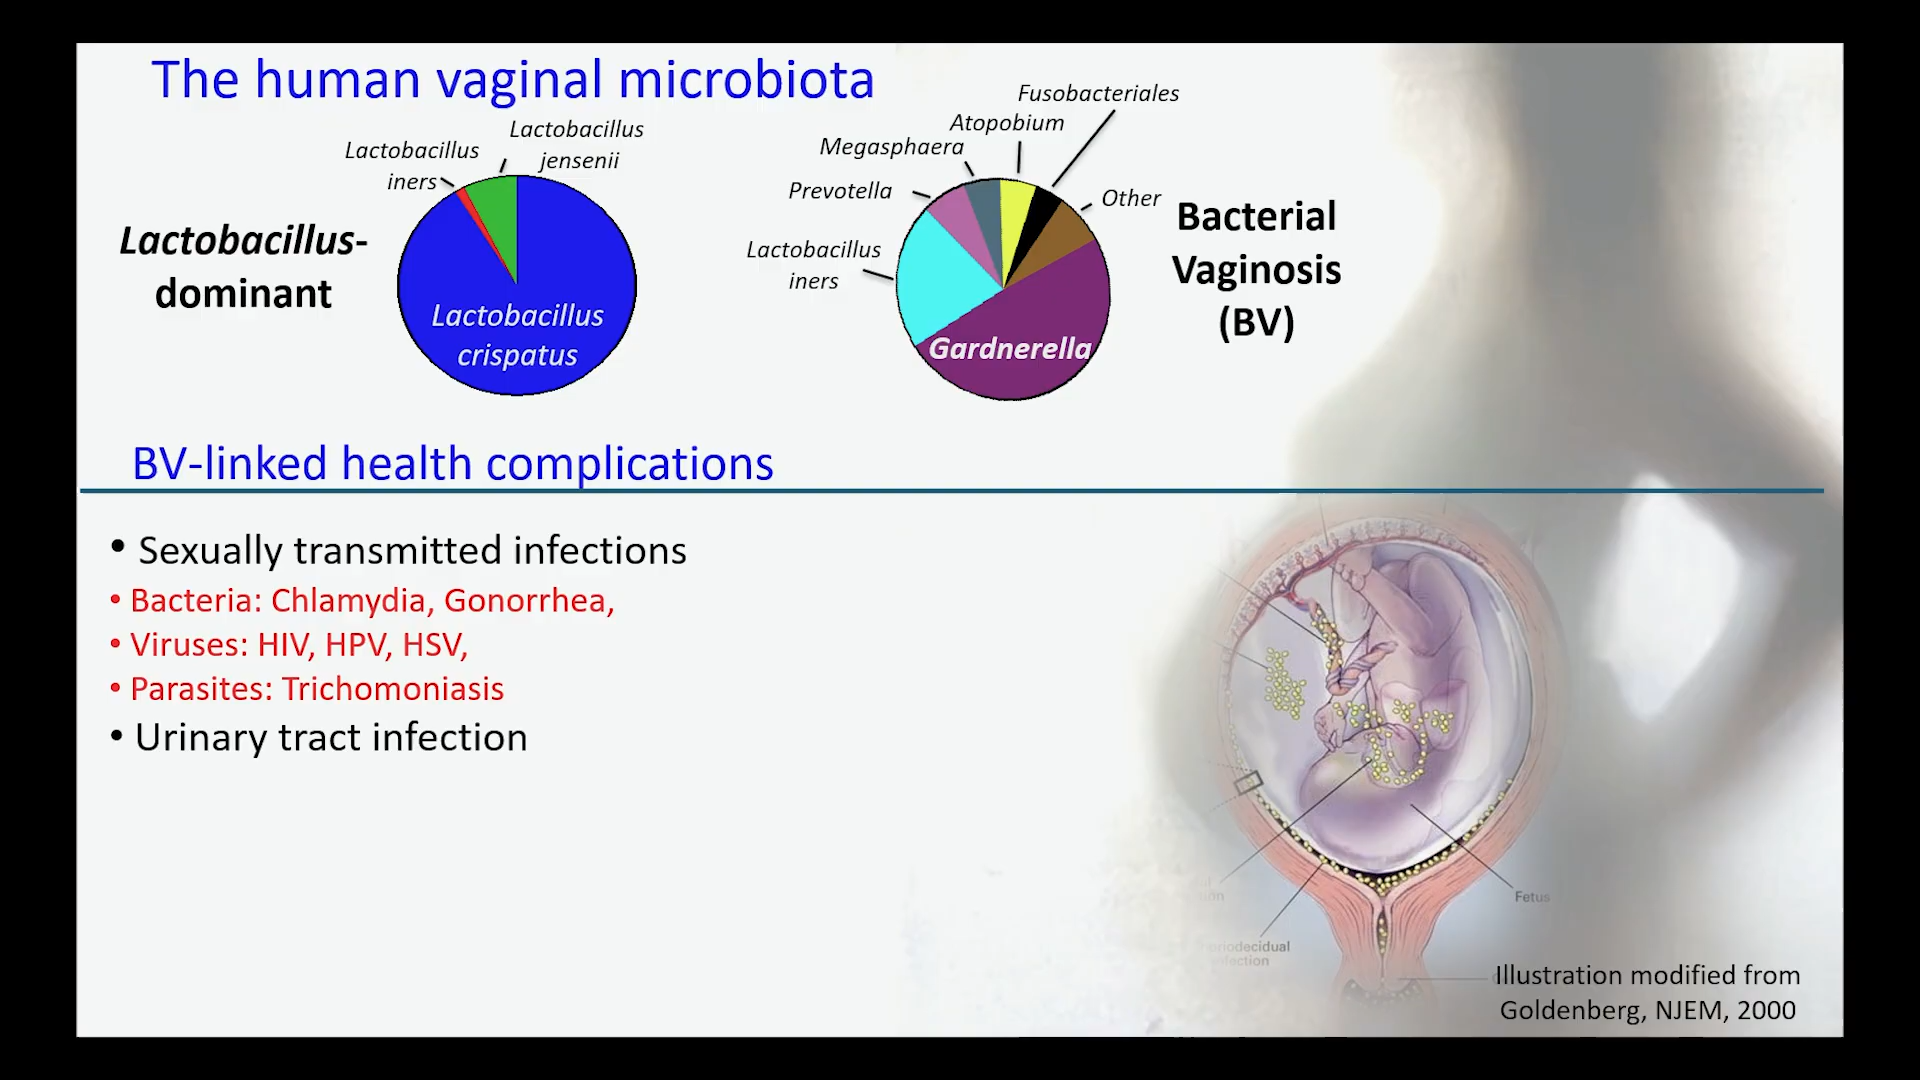 The human vaginal microbiota
Lactobacillus-
dominant
Lactobacillus
iners
Lactobacillus
jensenii
Lactobacillus
crispatus
Fusobacteriales
Atopobium
Megasphaera
Prevotella
Lactobacillus
iners
Other
Gardnerella
Bacterial
Vaginosis
(BV)
BV-linked health complications
• Sexually transmitted infections
• Bacteria: Chlamydia, Gonorrhea,
• Viruses: HIV, HPV, HSV,
• Parasites: Trichomoniasis
• Urinary tract infection
Fetus
Illustration modified from
Goldenberg, NJEM, 2000